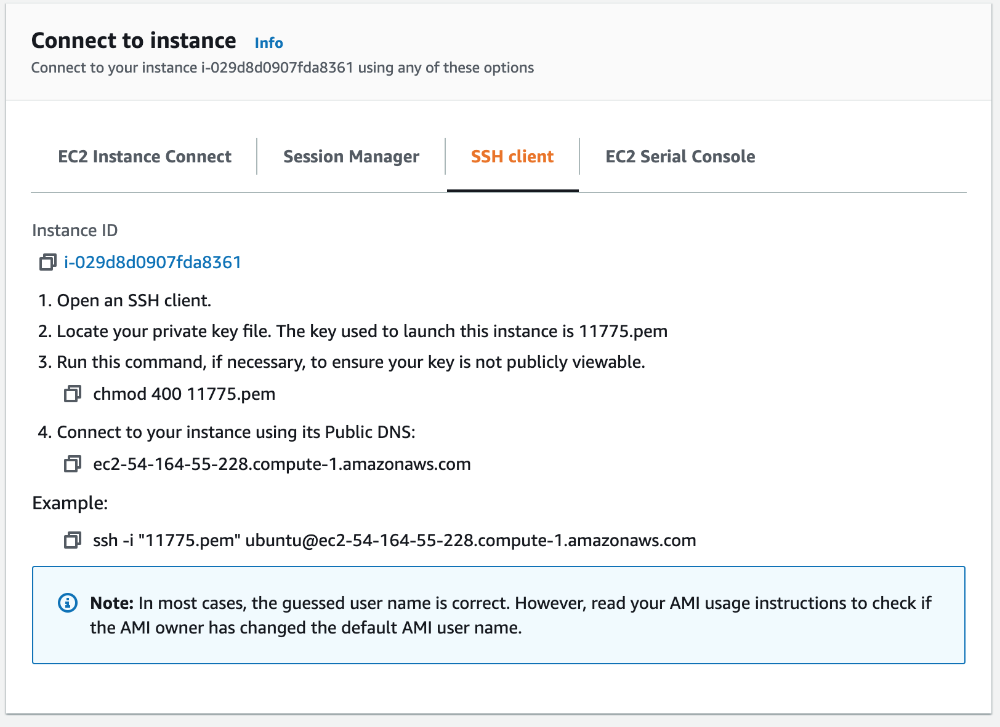 Connect to instance Info
Connect to your instance i-029d8d0907fda8361 using any of these options
EC2 Instance Connect
Session Manager
SSH client
EC2 Serial Console
Instance ID
i-029d8d0907fda8361
1. Open an SSH client.
2. Locate your private key file. The key used to launch this instance is 11775.pem
3. Run this command, if necessary, to ensure your key is not publicly viewable.
chmod 400 11775.pem
4. Connect to your instance using its Public DNS:
ec2-54-164-55-228.compute-1.amazonaws.com
Example:
ssh -i "11775.pem" ubuntu@ec2-54-164-55-228.compute-1.amazonaws.com
Note: In most cases, the guessed user name is correct. However, read your AMI usage instructions to check if
the AMI owner has changed the default AMI user name.